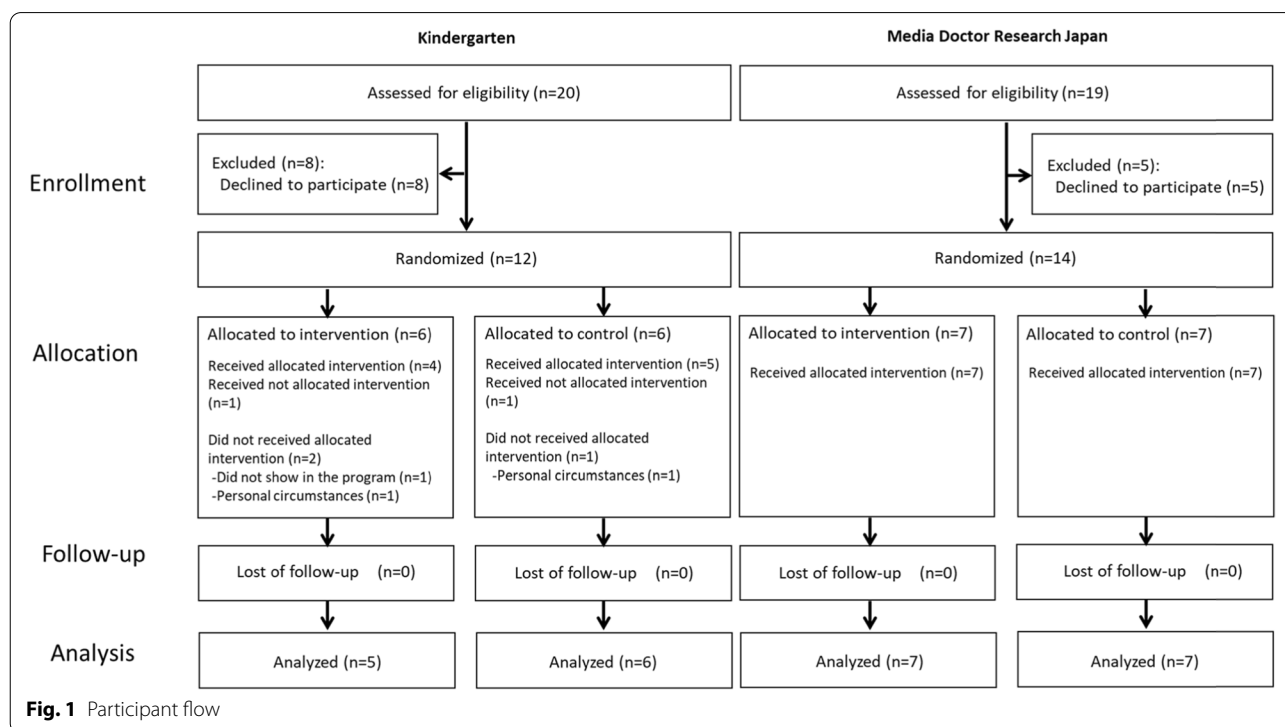 Kindergarten
Media Doctor Research Japan
Assessed for eligibility (n=20)
Assessed for eligibility (n=19)
Enrollment
Excluded (n=8):
Declined to participate (n=8)
Excluded (n=5):
Declined to participate (n=5)
Randomized (n=12)
Randomized (n=14)
Allocation
Allocated to intervention (n=6)
Received allocated intervention (n=4)
Received not allocated intervention
(n=1)
Did not received allocated
intervention (n=2)
-Did not show in the program (n=1)
-Personal circumstances (n=1)
Allocated to control (n=6)
Received allocated intervention (n=5)
Received not allocated intervention
(n=1)
Did not received allocated
intervention (n=1)
-Personal circumstances (n=1)
Allocated to intervention (n=7)
Received allocated intervention (n=7)
Allocated to control (n=7)
Received allocated intervention (n=7)
Follow-up
Lost of follow-up (n=0)
Lost of follow-up (n=0)
Lost of follow-up (n=0)
Lost of follow-up (n=0)
Analysis
Analyzed (n=5)
Analyzed (n=6)
Analyzed (n=7)
Analyzed (n=7)
Fig. 1 Participant flow